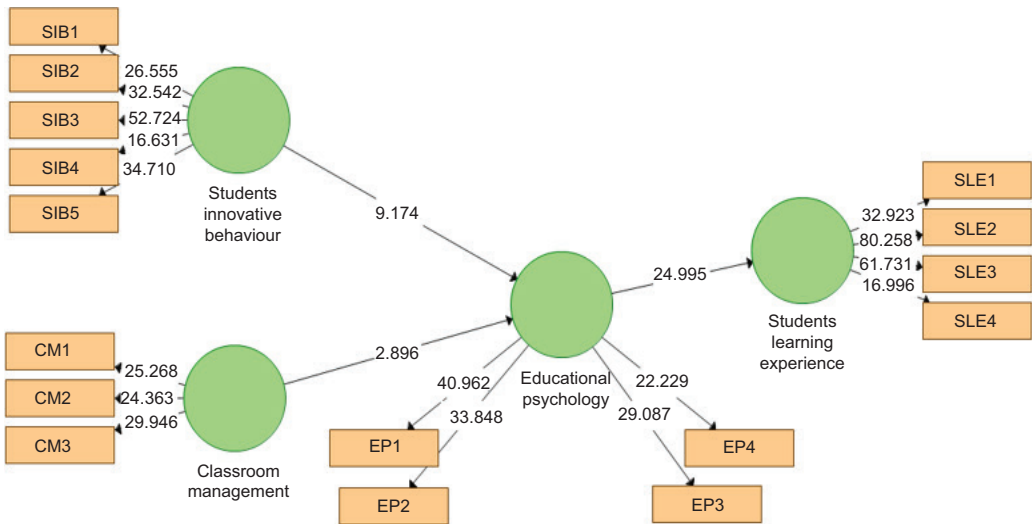 SIB1
SIB2
SIB3
SIB4
SIB5
26.555
32.542
52.724
16.631
34.710
Students
innovative
behaviour
9.174
CM1
CM2
CM3
25.268
24.363
29.946
Classroom
management
2.896
Educational
psychology
40.962
33.848
22.229
29.087
EP1
EP2
EP4
EP3
24.995
Students
learning
experience
32.923
80.258
61.731
16.996
SLE1
SLE2
SLE3
SLE4